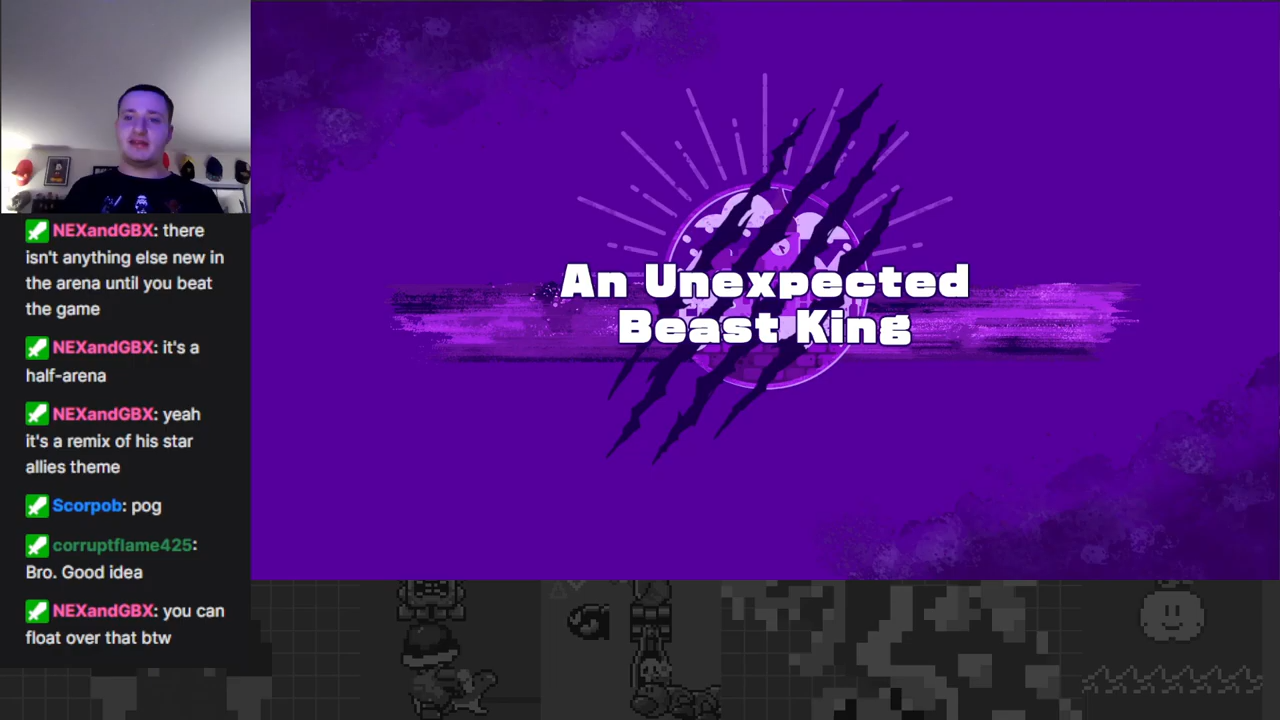 NEXandGBX: there
isn't anything else new in
the arena until you beat
the game
NEXandGBX: it's a
half-arena
NEXandGBX: yeah
it's a remix of his star
allies theme
Scorpob: pog
corruptflame425:
Bro. Good idea
NEXandGBX: you can
float over that btw
An Unexpected
Beast King